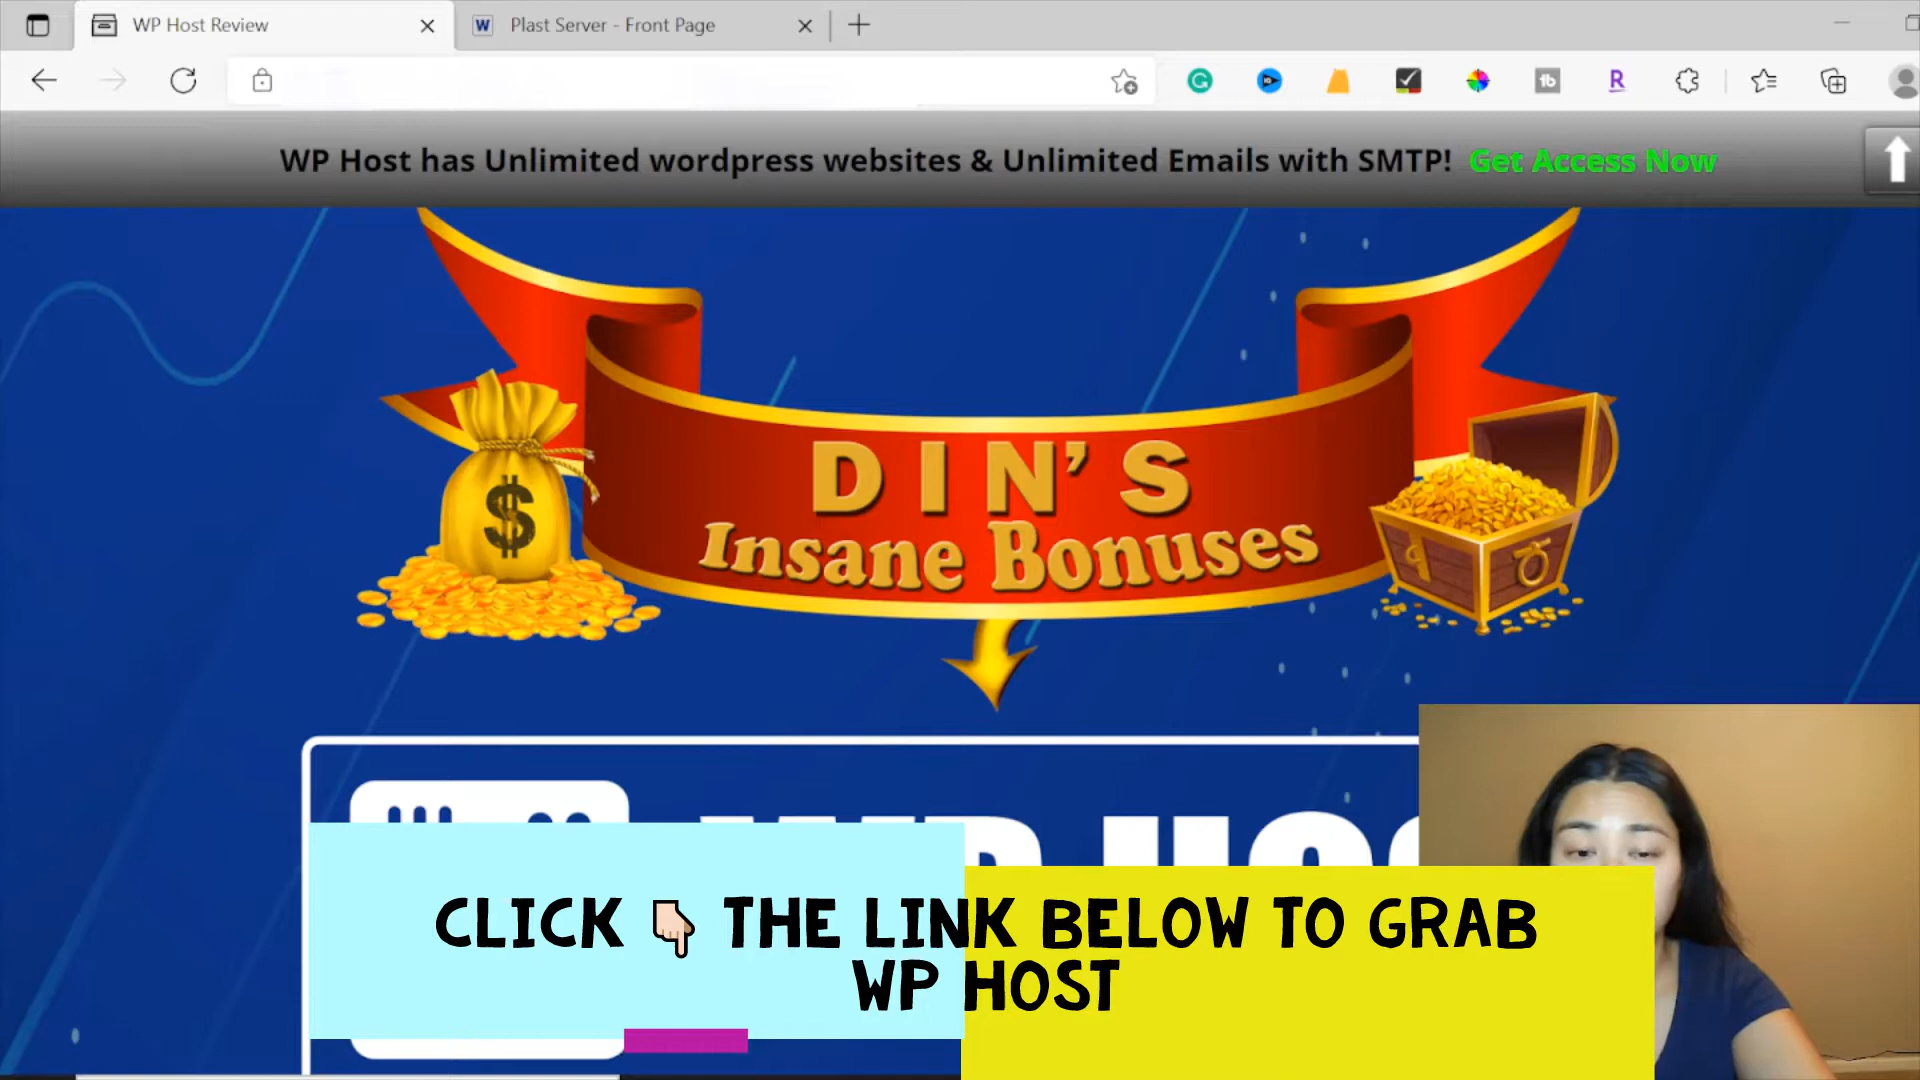 WP Host Review
Plast Server - Front Page
WP Host has Unlimited wordpress websites & Unlimited Emails with SMTP! Get Access Now
DIN'S
Insane Bonuses
$
CLICK 👇🏻 THE LINK BELOW TO GRAB
WP HOST